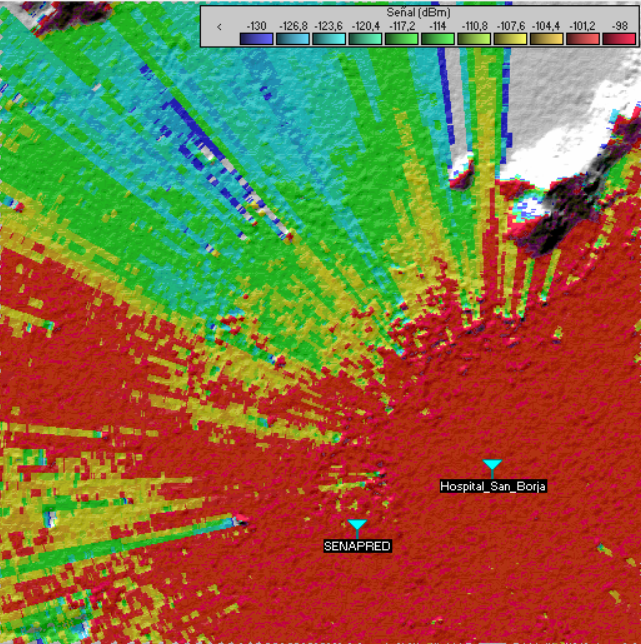 Señal (dBm)
< -130 -126,8 -123,6 -120,4 -117,2 -114 -110,8 -107,6 -104,4 -101,2 -98
Hospital_San_Borja
SENAPRED